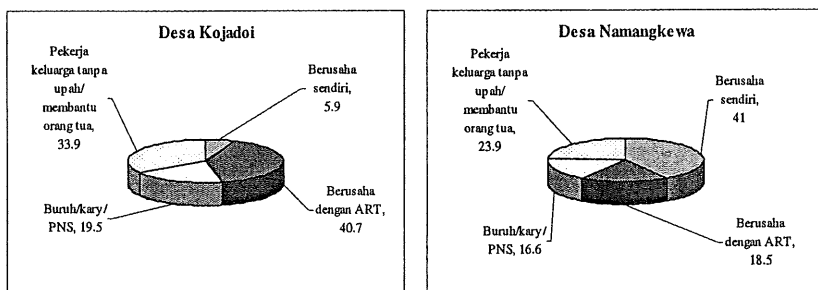 Desa Kojadoi
Pekerja
keluarga tanpa
upah/
membantu
orang tua,
33.9
Berusaha
sendiri,
5.9
Buruh/kary/
PNS, 19.5
Berusaha
dengan ART,
40.7
Desa Namangkewa
Pekerja
keluarga tanpa
upah/
membantu
orang tua,
23.9
Berusaha
sendiri,
41
Buruh/kary/
PNS, 16.6
Berusaha
dengan ART,
18.5